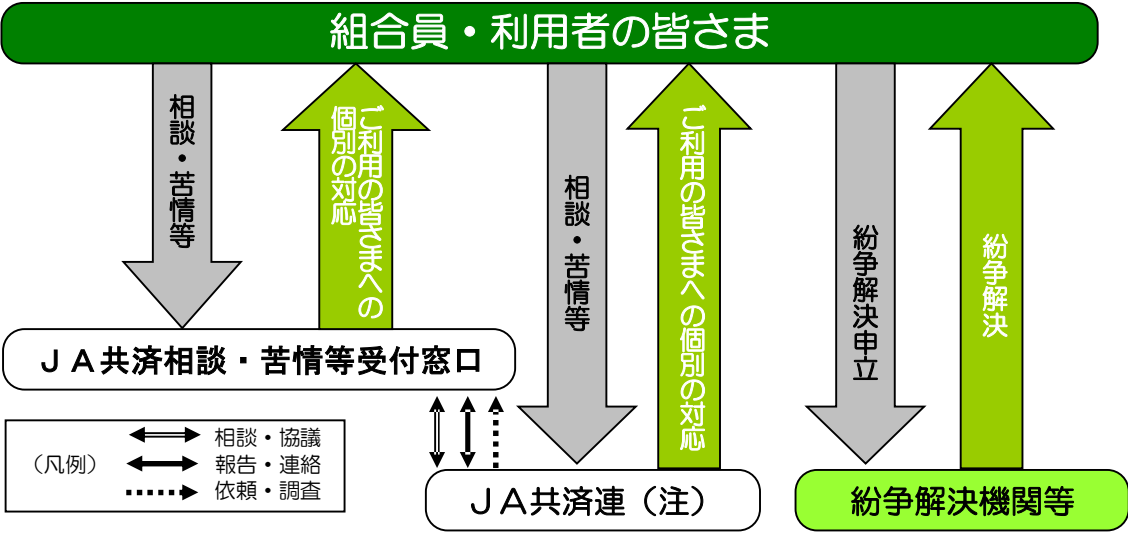 組合員・利用者の皆さま
相談・苦情等
ご利用の皆さまへの
個別の対応
相談・苦情等
ご利用の皆さまへの個別の対応
紛争解決申立
紛争解決
ＪＡ共済相談・苦情等受付窓口
（凡例）
相談・協議
報告・連絡
依頼・調査
ＪＡ共済連（注）
紛争解決機関等